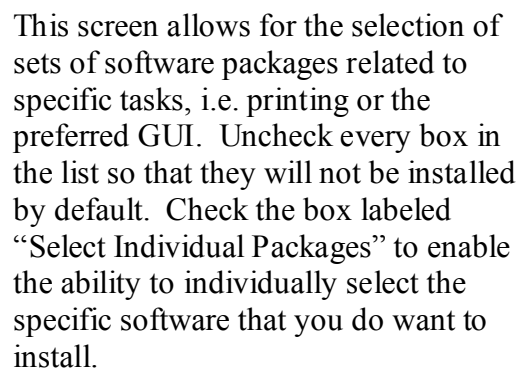 This screen allows for the selection of
sets of software packages related to
specific tasks, i.e. printing or the
preferred GUI.  Uncheck every box in
the list so that they will not be installed
by default.  Check the box labeled
“Select Individual Packages” to enable
the ability to individually select the
specific software that you do want to
install.